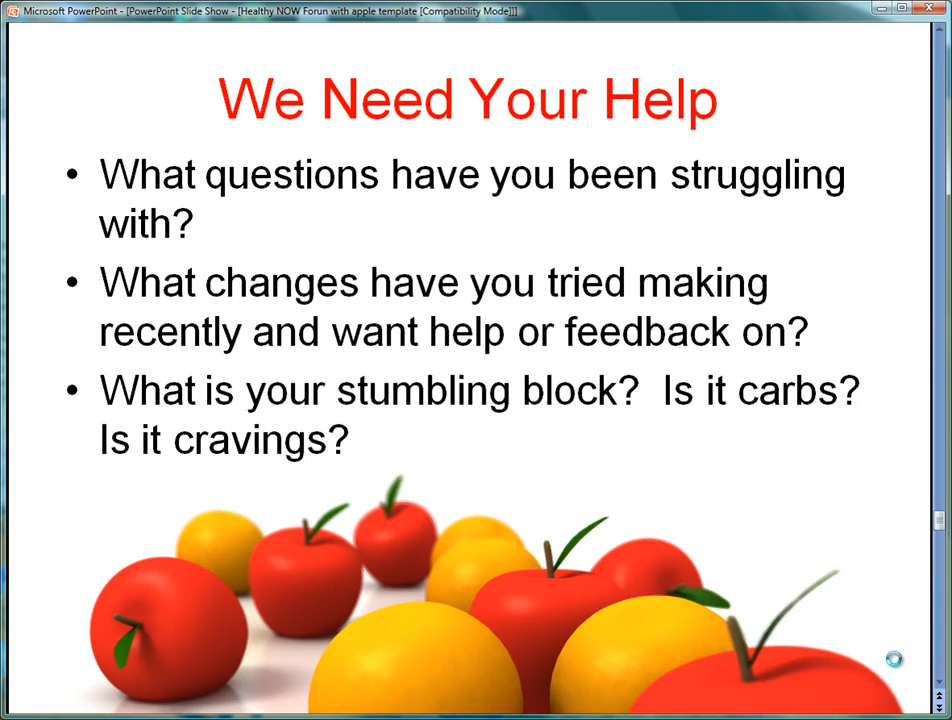 Microsoft PowerPoint - [PowerPoint Slide Show - [Healthy NOW Forun with apple template [Compatibility Mode]]]
We Need Your Help
• What questions have you been struggling
with?
• What changes have you tried making
recently and want help or feedback on?
• What is your stumbling block?  Is it carbs?
Is it cravings?